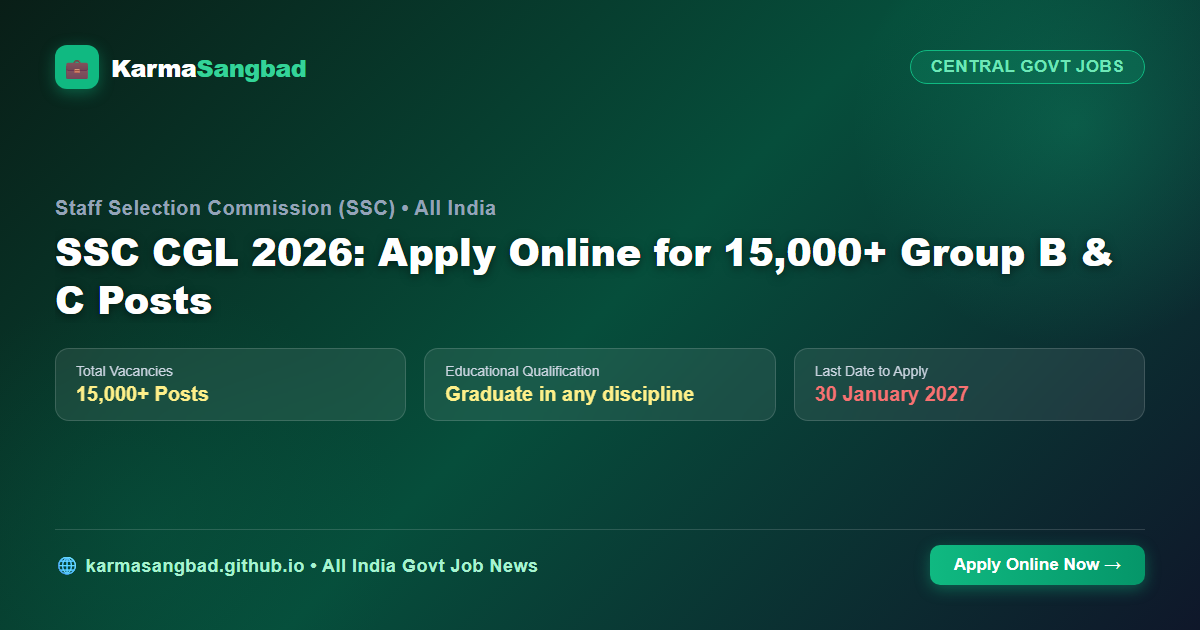 KarmaSangbad
CENTRAL GOVT JOBS
Staff Selection Commission (SSC) • All India
SSC CGL 2026: Apply Online for 15,000+ Group B &
C Posts
Total Vacancies
15,000+ Posts
Educational Qualification
Graduate in any discipline
Last Date to Apply
30 January 2027
karmasangbad.github.io • All India Govt Job News
Apply Online Now →